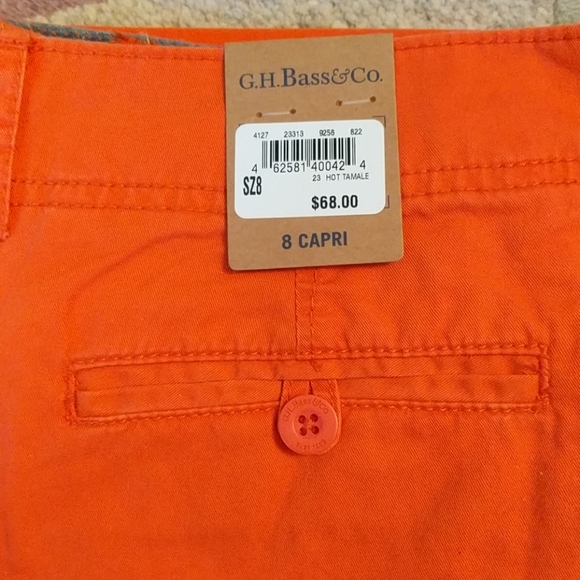 G.H.Bass&Co.
4127 23313 9258 822
4 62581 40042 4
SZ8 23 HOT TAMALE
$68.00
8 CAPRI